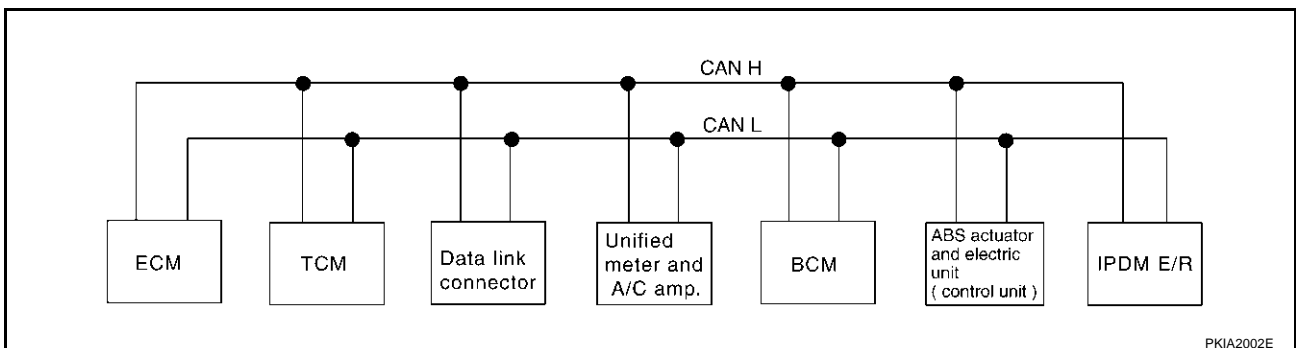 CAN H
CAN L
ECM
TCM
Data link
connector
Unified
meter and
A/C amp.
BCM
ABS actuator
and electric
unit
( control unit )
IPDM E/R
PKIA2002E